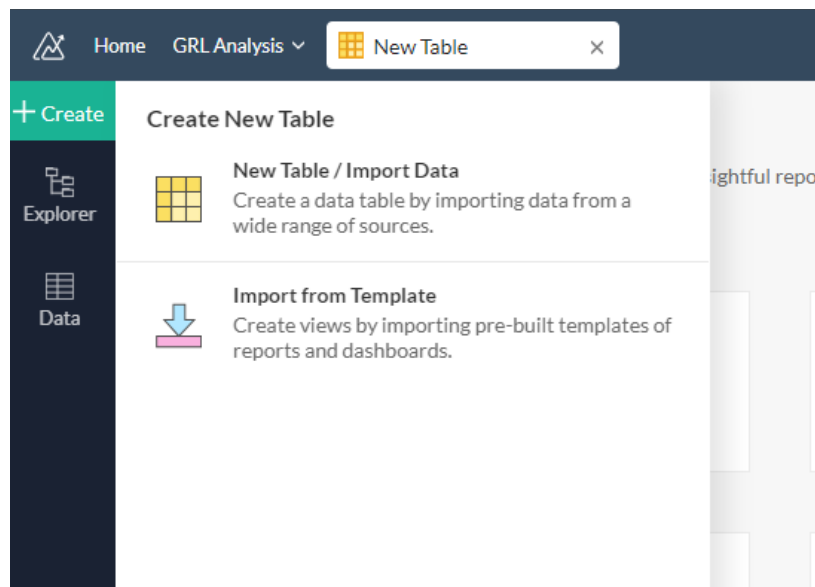 Home GRL Analysis New Table
+ Create
Create New Table
New Table / Import Data
Create a data table by importing data from a
wide range of sources.
Explorer
Import from Template
Create views by importing pre-built templates of
reports and dashboards.
Data